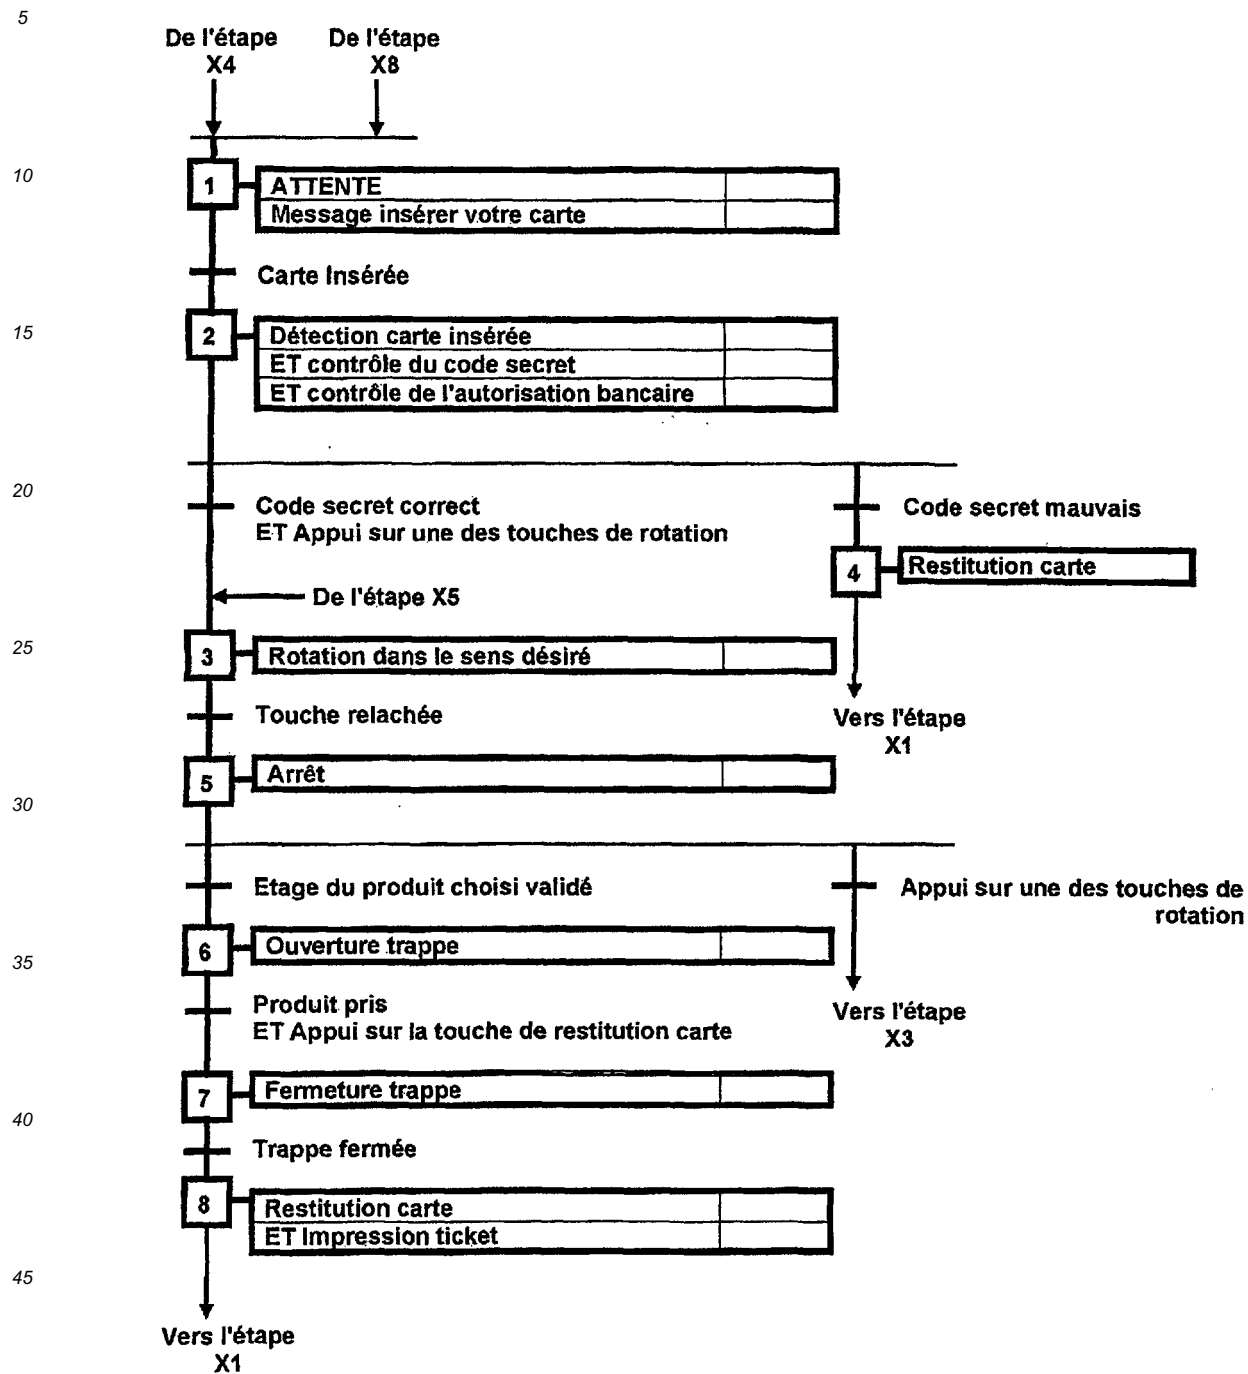 5
De l'étape
X4
De l'étape
X8
10
1
ATTENTE
Message insérer votre carte
Carte Insérée
15
2
Détection carte insérée
ET contrôle du code secret
ET contrôle de l'autorisation bancaire
20
Code secret correct
ET Appui sur une des touches de rotation
Code secret mauvais
4
Restitution carte
De l'étape X5
25
3
Rotation dans le sens désiré
Touche relachée
Vers l'étape
X1
5
Arrêt
30
Etage du produit choisi validé
Appui sur une des touches de
rotation
6
Ouverture trappe
35
Produit pris
ET Appui sur la touche de restitution carte
Vers l'étape
X3
7
Fermeture trappe
40
Trappe fermée
8
Restitution carte
ET Impression ticket
45
Vers l'étape
X1